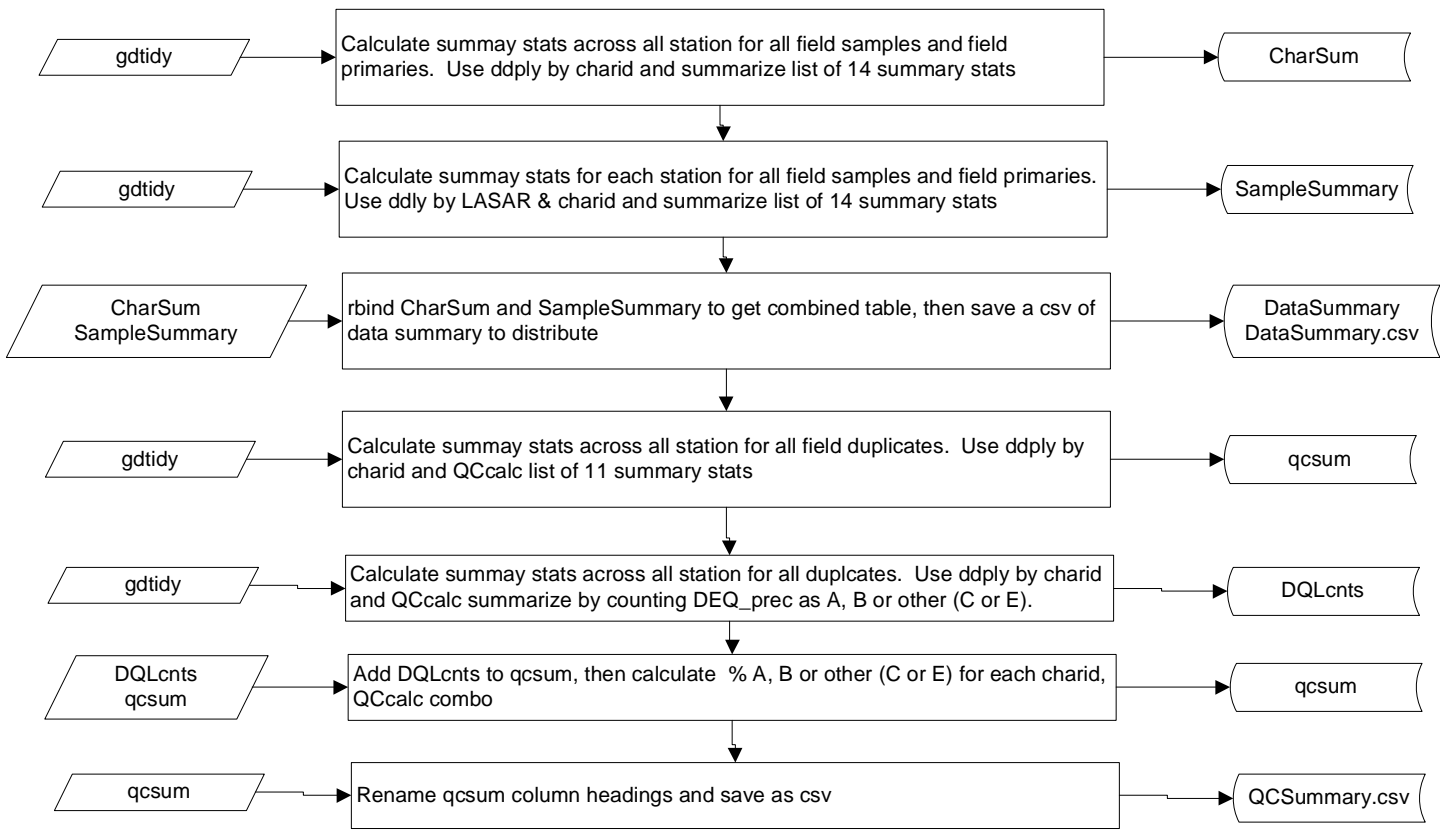 gdtidy
Calculate summay stats across all station for all field samples and field
primaries.  Use ddply by charid and summarize list of 14 summary stats
CharSum
gdtidy
Calculate summay stats for each station for all field samples and field primaries.
Use ddly by LASAR & charid and summarize list of 14 summary stats
SampleSummary
CharSum
SampleSummary
rbind CharSum and SampleSummary to get combined table, then save a csv of
data summary to distribute
DataSummary
DataSummary.csv
gdtidy
Calculate summay stats across all station for all field duplicates.  Use ddply by
charid and QCcalc list of 11 summary stats
qcsum
gdtidy
Calculate summay stats across all station for all duplcates.  Use ddply by charid
and QCcalc summarize by counting DEQ_prec as A, B or other (C or E).
DQLcnts
DQLcnts
qcsum
Add DQLcnts to qcsum, then calculate  % A, B or other (C or E) for each charid,
QCcalc combo
qcsum
qcsum
Rename qcsum column headings and save as csv
QCSummary.csv